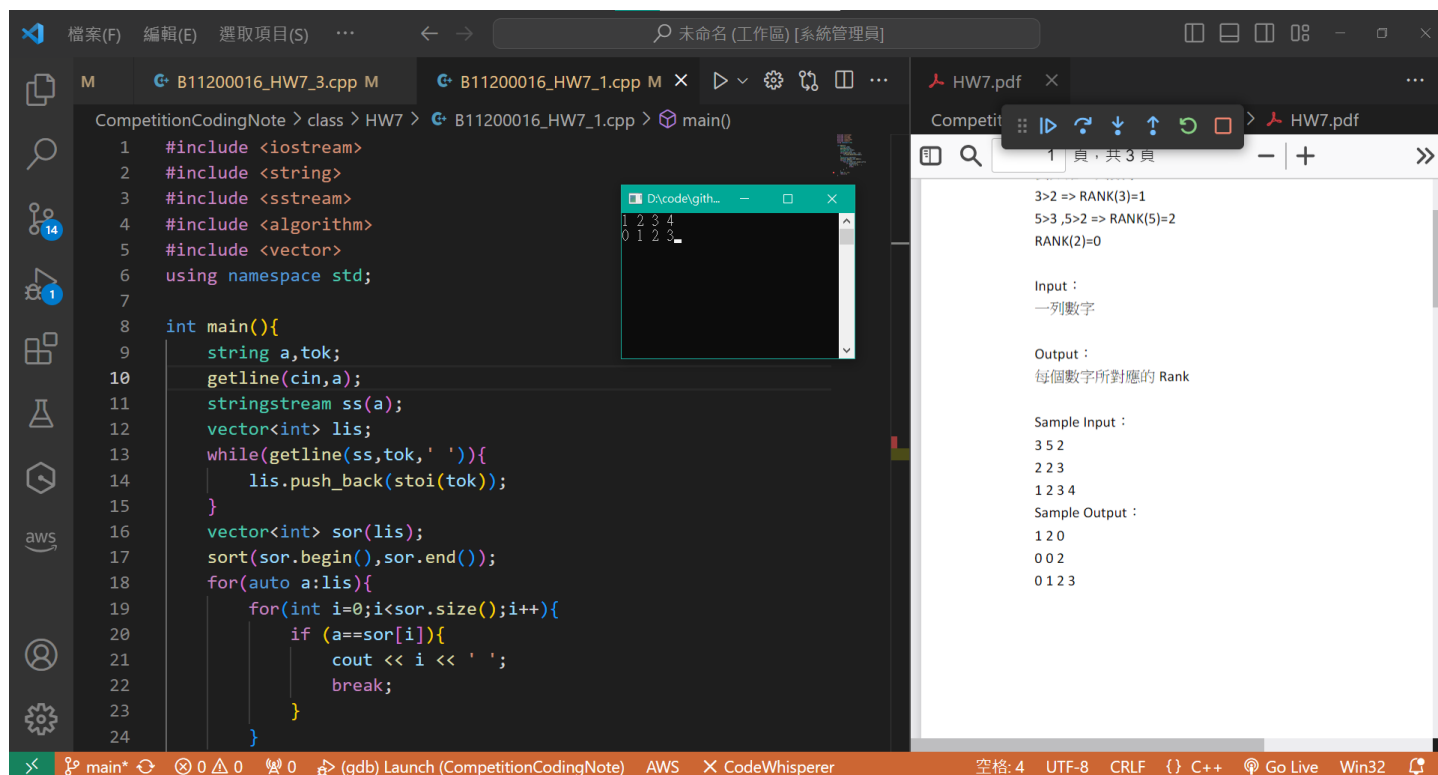 檔案(F) 編輯(E) 選取項目(S) ··· 未命名 (工作區) [系統管理員]
M B11200016_HW7_3.cpp M B11200016_HW7_1.cpp M
CompetitionCodingNote > class > HW7 > B11200016_HW7_1.cpp > main()
1 #include <iostream>
2 #include <string>
3 #include <sstream>
4 #include <algorithm>
5 #include <vector>
6 using namespace std;
7
8 int main(){
9 string a,tok;
10 getline(cin,a);
11 stringstream ss(a);
12 vector<int> lis;
13 while(getline(ss,tok,' ')){
14 lis.push_back(stoi(tok));
15 }
16 vector<int> sor(lis);
17 sort(sor.begin(),sor.end());
18 for(auto a:lis){
19 for(int i=0;i<sor.size();i++){
20 if (a==sor[i]){
21 cout << i << ' ';
22 break;
23 }
24 }
D:\code\gith...
1 2 3 4
0 1 2 3
HW7.pdf
Competit > HW7.pdf
1 頁，共 3 頁
3>2 => RANK(3)=1
5>3 ,5>2 => RANK(5)=2
RANK(2)=0
Input：
一列數字
Output：
每個數字所對應的 Rank
Sample Input：
3 5 2
2 2 3
1 2 3 4
Sample Output：
1 2 0
0 0 2
0 1 2 3
14
1
aws
main* 0 0 0 (gdb) Launch (CompetitionCodingNote) AWS CodeWhisperer 空格: 4 UTF-8 CRLF {} C++ Go Live Win32